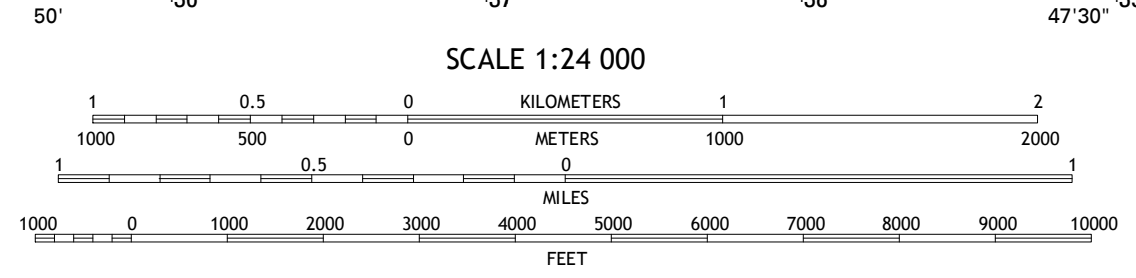 50' 47'30"
SCALE 1:24 000
1 0.5 0 KILOMETERS 1 2
1000 500 0 METERS 1000 2000
1 0.5 0 1
MILES
1000 0 1000 2000 3000 4000 5000 6000 7000 8000 9000 10000
FEET